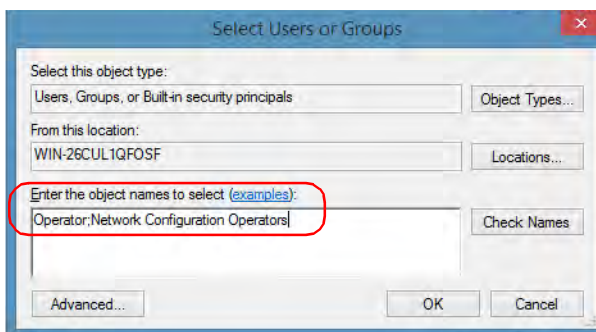 Select Users or Groups
Select this object type:
Users, Groups, or Built-in security principals
Object Types...
From this location:
WIN-26CUL1QFOSF
Locations...
Enter the object names to select (examples):
Operator;Network Configuration Operators
Check Names
Advanced...
OK
Cancel